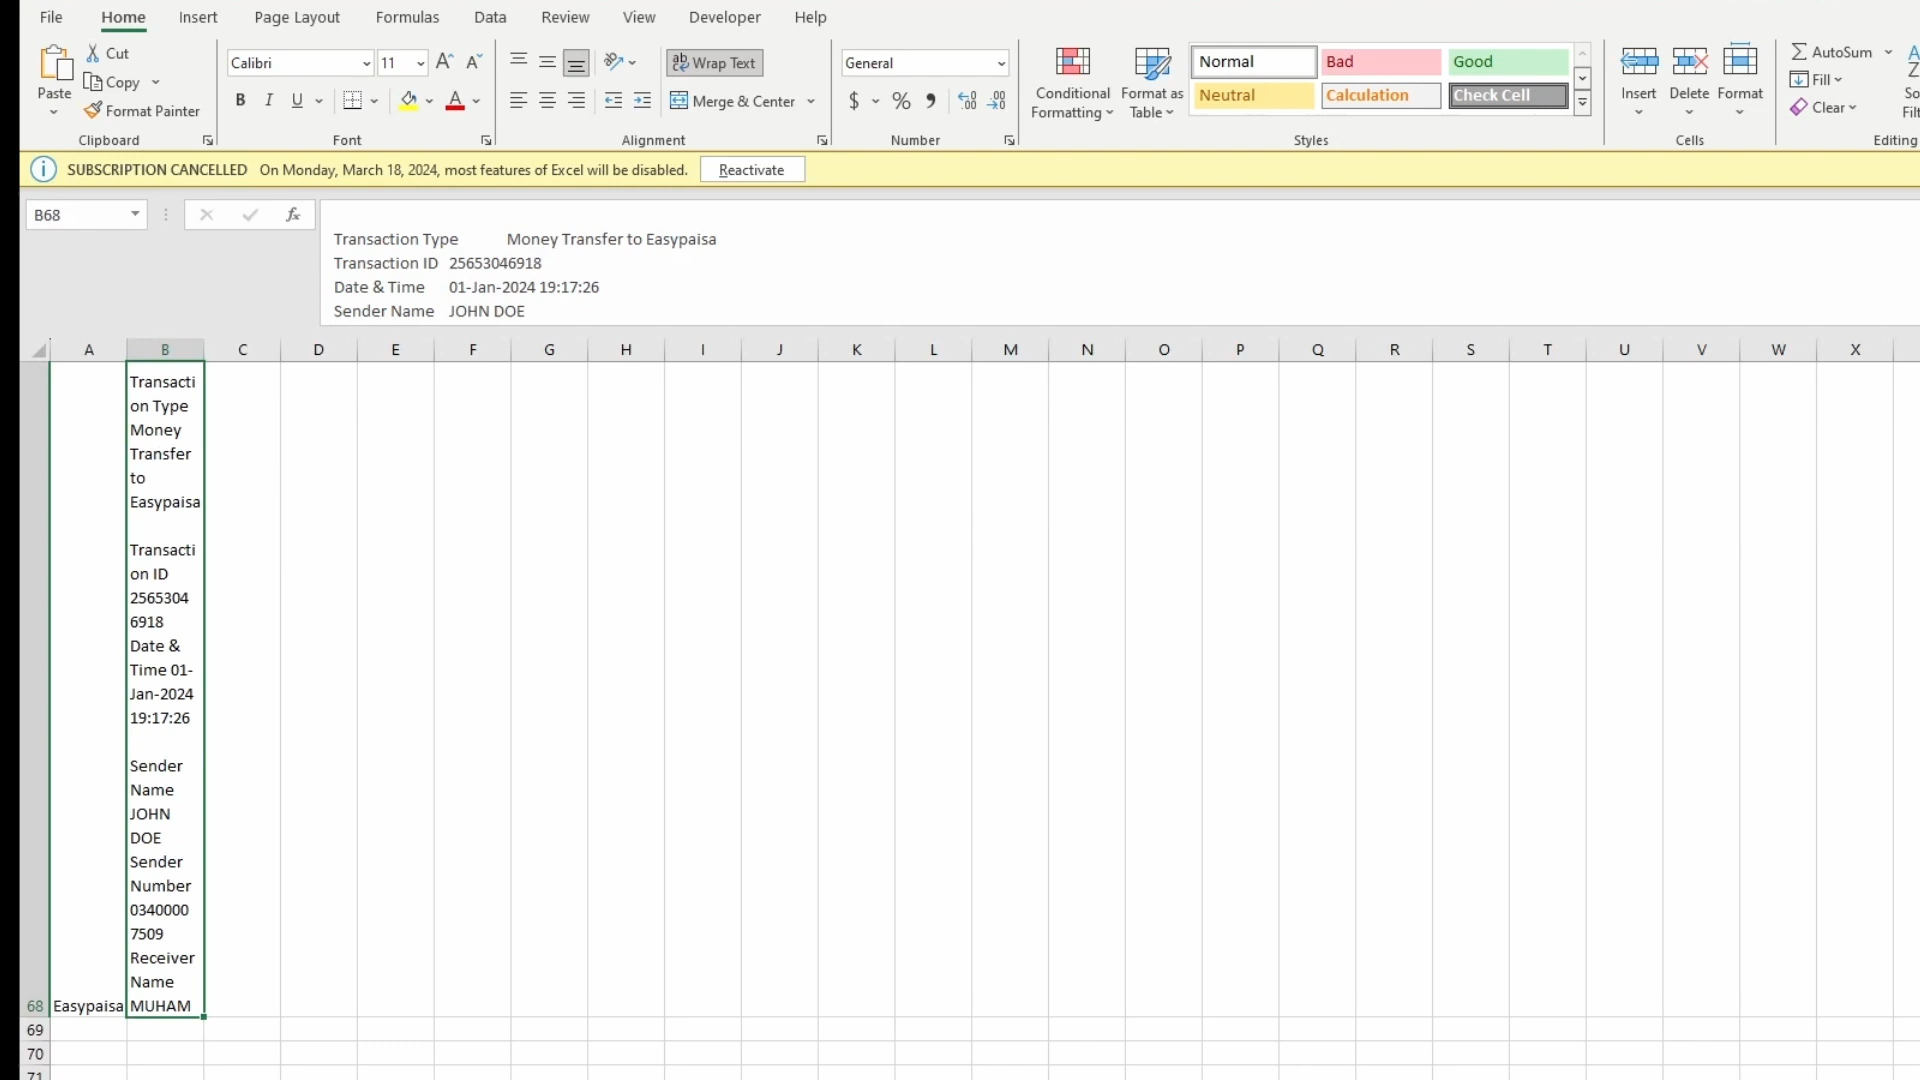 File Home Insert Page Layout Formulas Data Review View Developer Help
Paste
Cut
Copy
Format Painter
Clipboard
Calibri 11
B I U
Font
Wrap Text
Merge & Center
Alignment
General
$ % 9
Number
Conditional
Formatting
Format as
Table
Normal Bad Good
Neutral Calculation Check Cell
Styles
Insert Delete Format
Cells
AutoSum
Fill
Clear
Editing
SUBSCRIPTION CANCELLED On Monday, March 18, 2024, most features of Excel will be disabled. Reactivate
B68 fx
Transaction Type Money Transfer to Easypaisa
Transaction ID 25653046918
Date & Time 01-Jan-2024 19:17:26
Sender Name JOHN DOE
A B C D E F G H I J K L M N O P Q R S T U V W X
Transacti
on Type
Money
Transfer
to
Easypaisa
Transacti
on ID
2565304
6918
Date &
Time 01-
Jan-2024
19:17:26
Sender
Name
JOHN
DOE
Sender
Number
0340000
7509
Receiver
Name
68 Easypaisa MUHAM
69
70
71